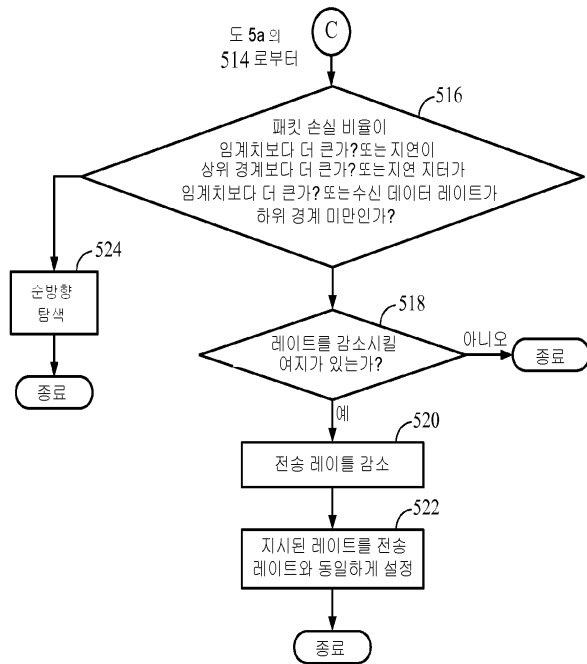 C
도 5a 의
514 로부터
516
패킷 손실 비율이
임계치보다 더 큰가? 또는 지연이
상위 경계보다 더 큰가? 또는 지연 지터가
임계치보다 더 큰가? 또는 수신 데이터 레이트가
하위 경계 미만인가?
524
순방향
탐색
종료
518
레이트를 감소시킬
여지가 있는가?
아니오
종료
예
520
전송 레이틀 감소
522
지시된 레이트를 전송
레이트와 동일하게 설정
종료